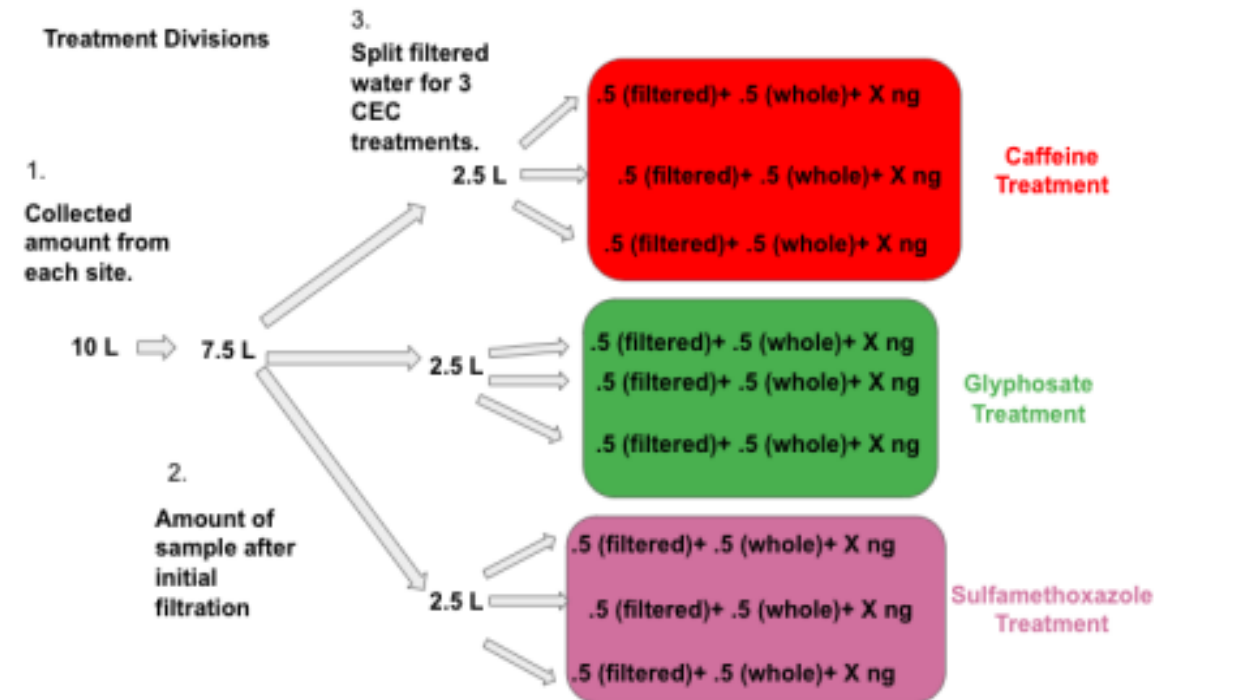 Treatment Divisions
3.
Split filtered
water for 3
CEC
treatments.
1.
Collected
amount from
each site.
10 L
7.5 L
2.
Amount of
sample after
initial
filtration
2.5 L
.5 (filtered)+ .5 (whole)+ X ng
.5 (filtered)+ .5 (whole)+ X ng
.5 (filtered)+ .5 (whole)+ X ng
Caffeine
Treatment
2.5 L
.5 (filtered)+ .5 (whole)+ X ng
.5 (filtered)+ .5 (whole)+ X ng
.5 (filtered)+ .5 (whole)+ X ng
Glyphosate
Treatment
2.5 L
.5 (filtered)+ .5 (whole)+ X ng
.5 (filtered)+ .5 (whole)+ X ng
.5 (filtered)+ .5 (whole)+ X ng
Sulfamethoxazole
Treatment